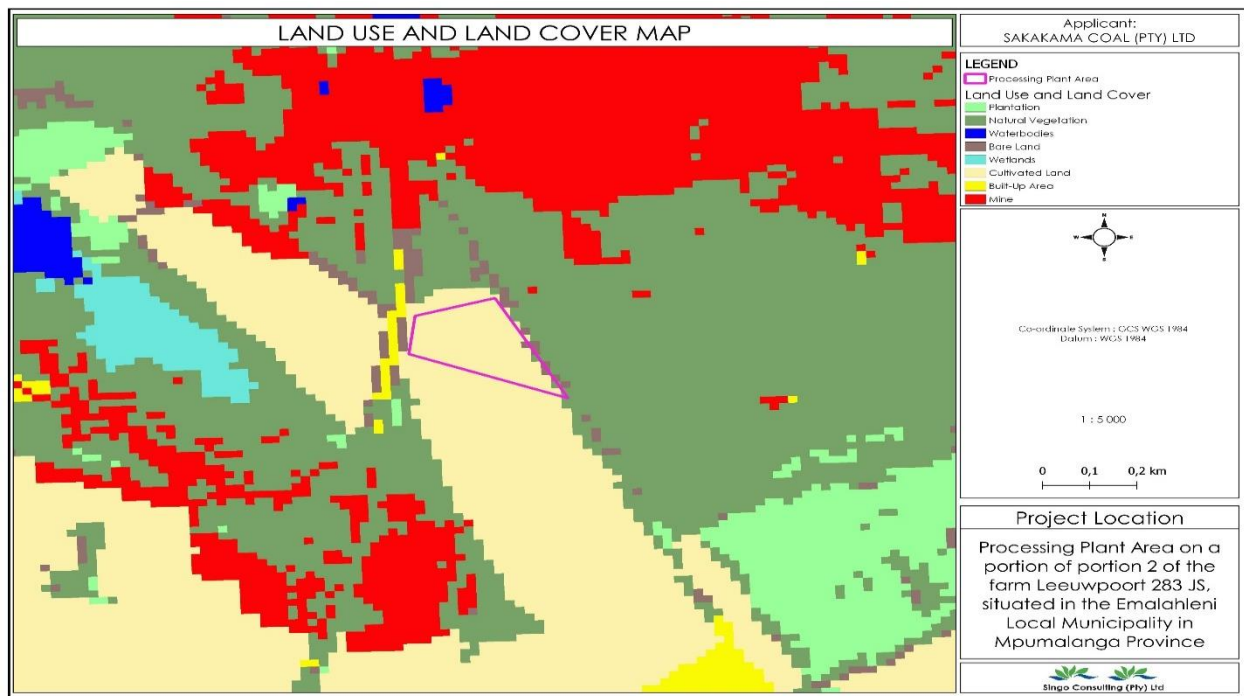 LAND USE AND LAND COVER MAP
Applicant:
SAKAKAMA COAL (PTY) LTD
LEGEND
Processing Plant Area
Land Use and Land Cover
Plantation
Natural Vegetation
Waterbodies
Bare Land
Wetlands
Cultivated Land
Built-Up Area
Mine
N
W E
S
Co-ordinate System : GCS WGS 1984
Datum : WGS 1984
1 : 5 000
0 0,1 0,2 km
Project Location
Processing Plant Area on a
portion of portion 2 of the
farm Leeuwpoort 283 JS,
situated in the Emalahleni
Local Municipality in
Mpumalanga Province
Singo Consulting (Pty) Ltd